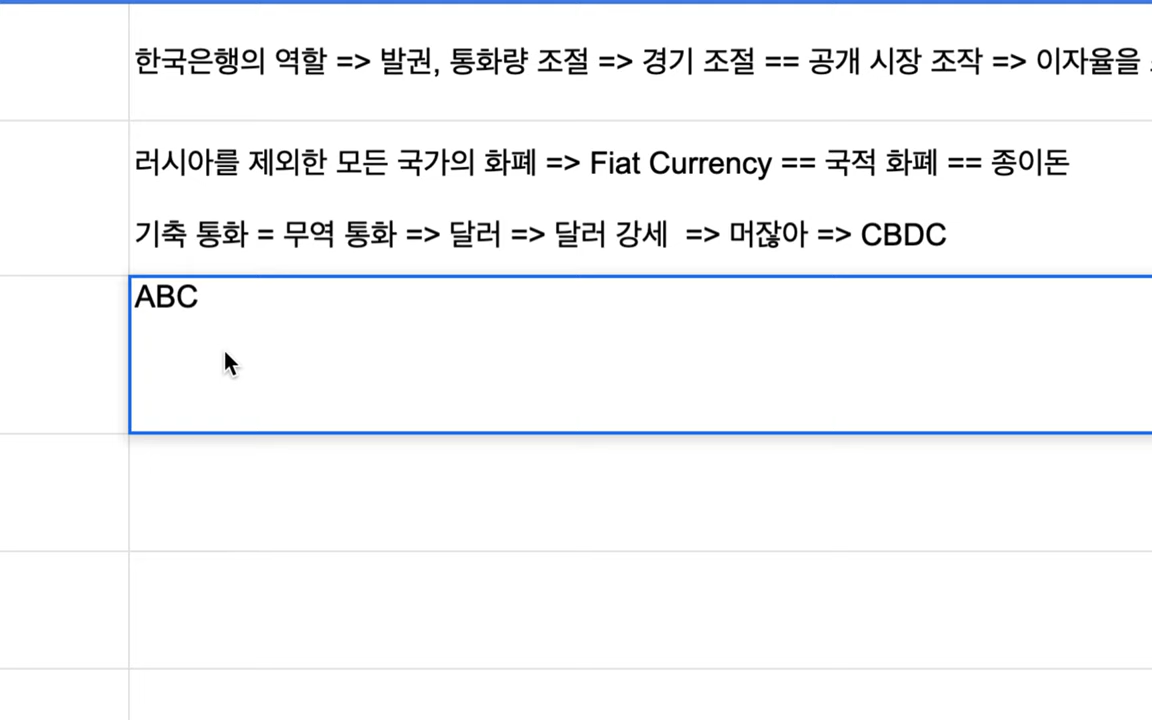 한국은행의 역할 => 발권, 통화량 조절 => 경기 조절 == 공개 시장 조작 => 이자율을
러시아를 제외한 모든 국가의 화폐 => Fiat Currency == 국적 화폐 == 종이돈
기축 통화 = 무역 통화 => 달러 => 달러 강세  => 머잖아 => CBDC
ABC